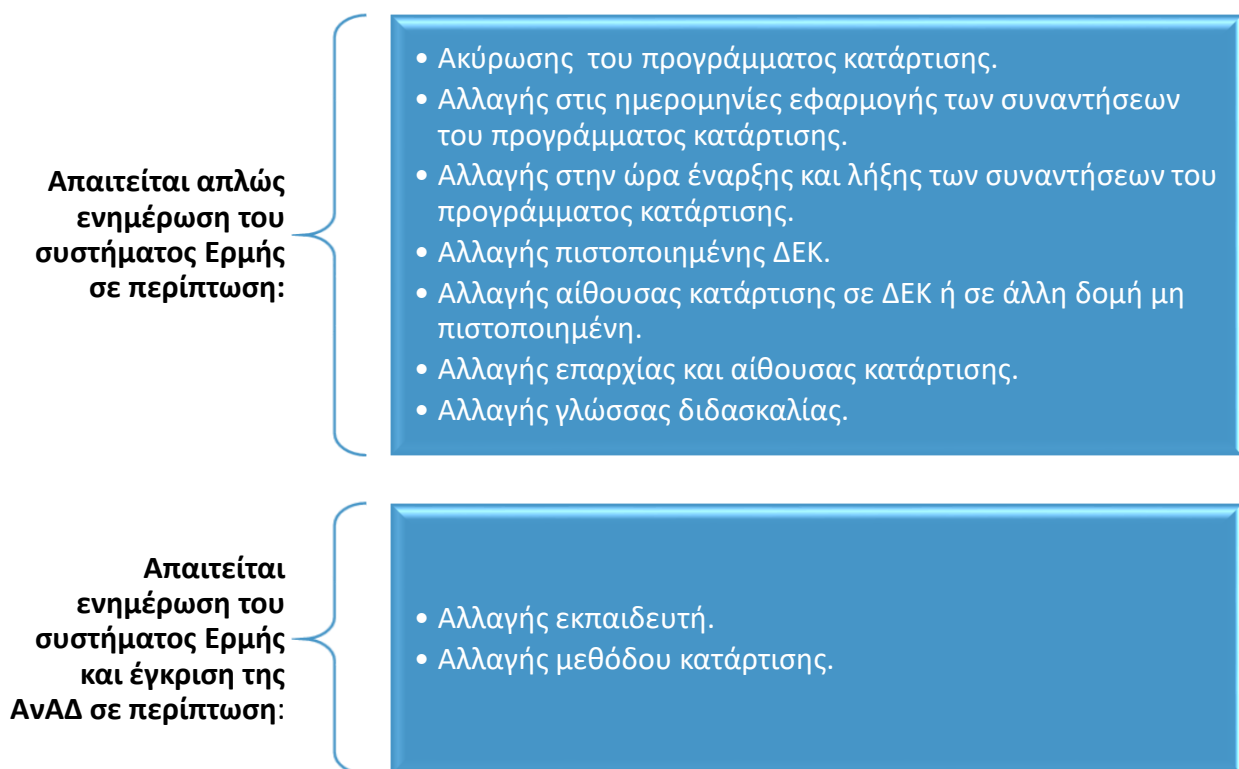 Απαιτείται απλώς
ενημέρωση του
συστήματος Ερμής
σε περίπτωση:
• Ακύρωσης του προγράμματος κατάρτισης.
• Αλλαγής στις ημερομηνίες εφαρμογής των συναντήσεων
του προγράμματος κατάρτισης.
• Αλλαγής στην ώρα έναρξης και λήξης των συναντήσεων του
προγράμματος κατάρτισης.
• Αλλαγής πιστοποιημένης ΔΕΚ.
• Αλλαγής αίθουσας κατάρτισης σε ΔΕΚ ή σε άλλη δομή μη
πιστοποιημένη.
• Αλλαγής επαρχίας και αίθουσας κατάρτισης.
• Αλλαγής γλώσσας διδασκαλίας.
Απαιτείται
ενημέρωση του
συστήματος Ερμής
και έγκριση της
ΑνΑΔ σε περίπτωση:
• Αλλαγής εκπαιδευτή.
• Αλλαγής μεθόδου κατάρτισης.